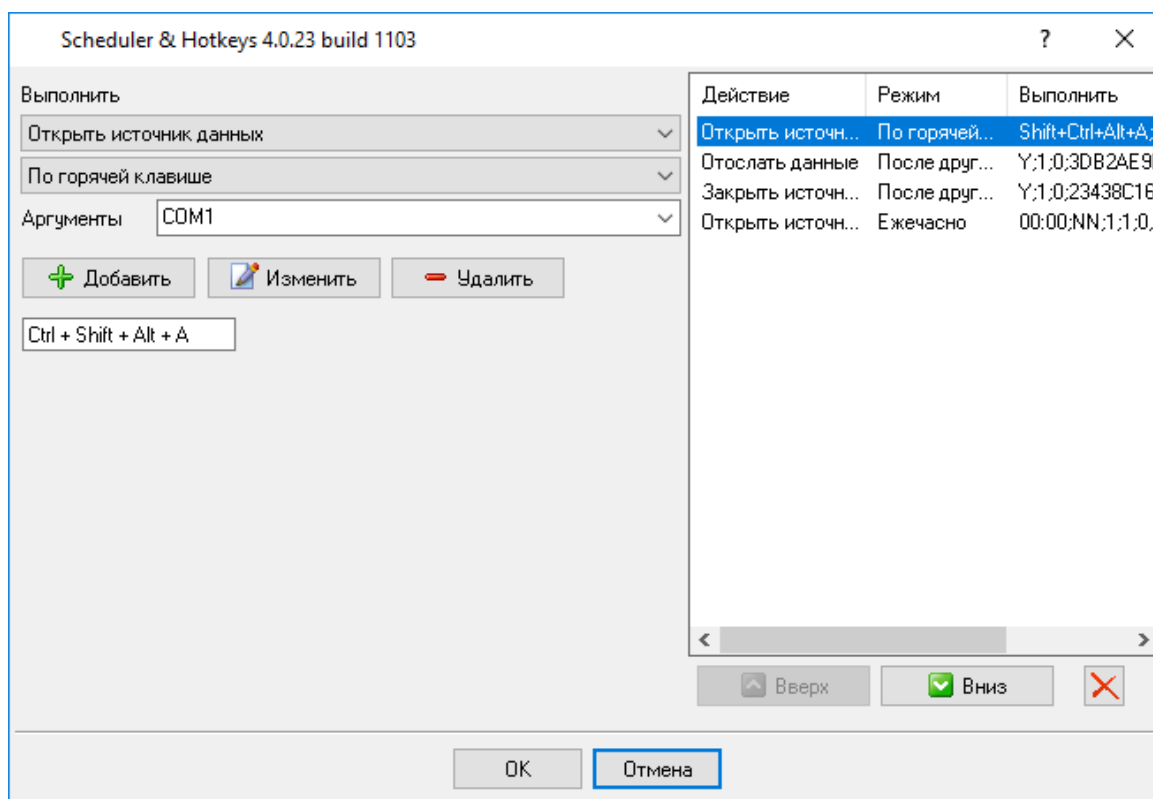 Scheduler & Hotkeys 4.0.23 build 1103
Выполнить
Открыть источник данных
По горячей клавише
Аргументы COM1
Добавить Изменить Удалить
Ctrl + Shift + Alt + A
Действие Режим Выполнить
Открыть источн... По горячей... Shift+Ctrl+Alt+A;
Отослать данные После друг... Y;1;0;3DB2AE9
Закрыть источн... После друг... Y;1;0;23438C16
Открыть источн... Ежечасно 00:00;NN;1;1;0,
Вверх Вниз
OK Отмена